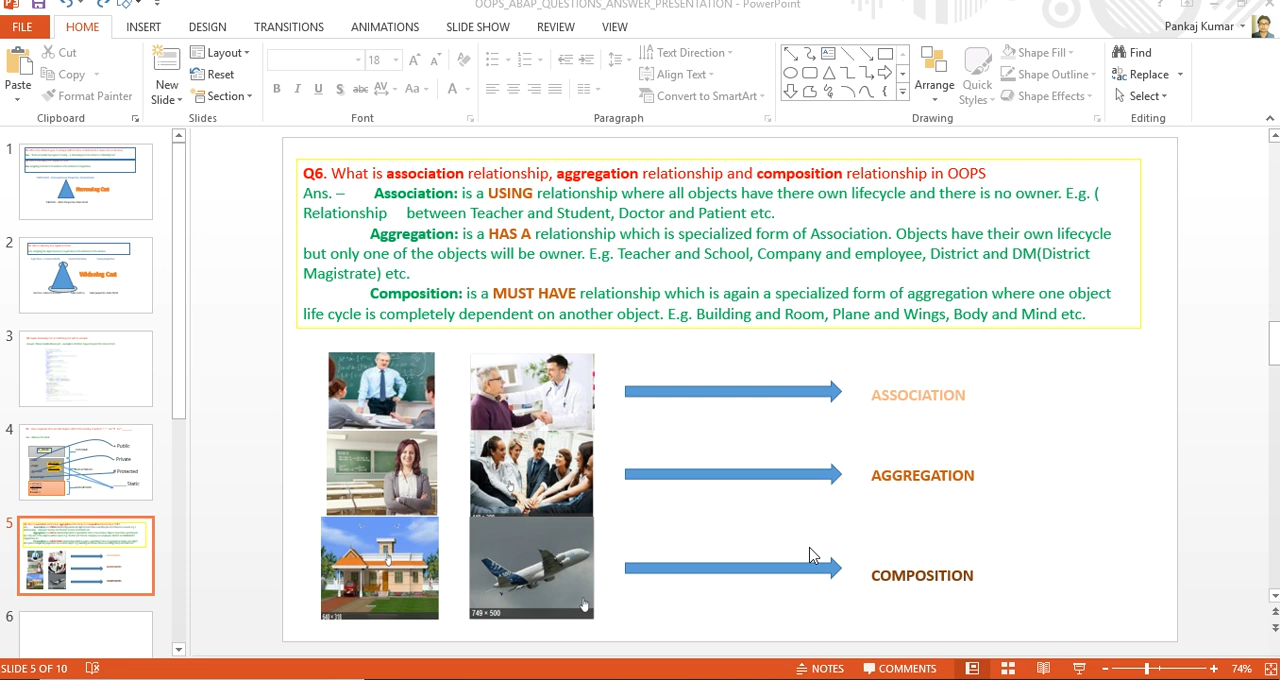 OOPS_ABAP_QUESTIONS_ANSWER_PRESENTATION - PowerPoint
FILE HOME INSERT DESIGN TRANSITIONS ANIMATIONS SLIDE SHOW REVIEW VIEW Pankaj Kumar
Cut
Copy
Format Painter
Paste
New
Slide
Layout
Reset
Section
18
B I U S abc AV Aa A
Text Direction
Align Text
Convert to SmartArt
Arrange
Quick
Styles
Shape Fill
Shape Outline
Shape Effects
Find
Replace
Select
Clipboard Slides Font Paragraph Drawing Editing
1
Narrowing Cast
2
Widening Cast
3
4
Public
Private
Protected
Static
5
6
Q6. What is association relationship, aggregation relationship and composition relationship in OOPS
Ans. – Association: is a USING relationship where all objects have there own lifecycle and there is no owner. E.g. (
Relationship between Teacher and Student, Doctor and Patient etc.
Aggregation: is a HAS A relationship which is specialized form of Association. Objects have their own lifecycle
but only one of the objects will be owner. E.g. Teacher and School, Company and employee, District and DM(District
Magistrate) etc.
Composition: is a MUST HAVE relationship which is again a specialized form of aggregation where one object
life cycle is completely dependent on another object. E.g. Building and Room, Plane and Wings, Body and Mind etc.
ASSOCIATION
AGGREGATION
COMPOSITION
749 × 500
SLIDE 5 OF 10 NOTES COMMENTS 74%